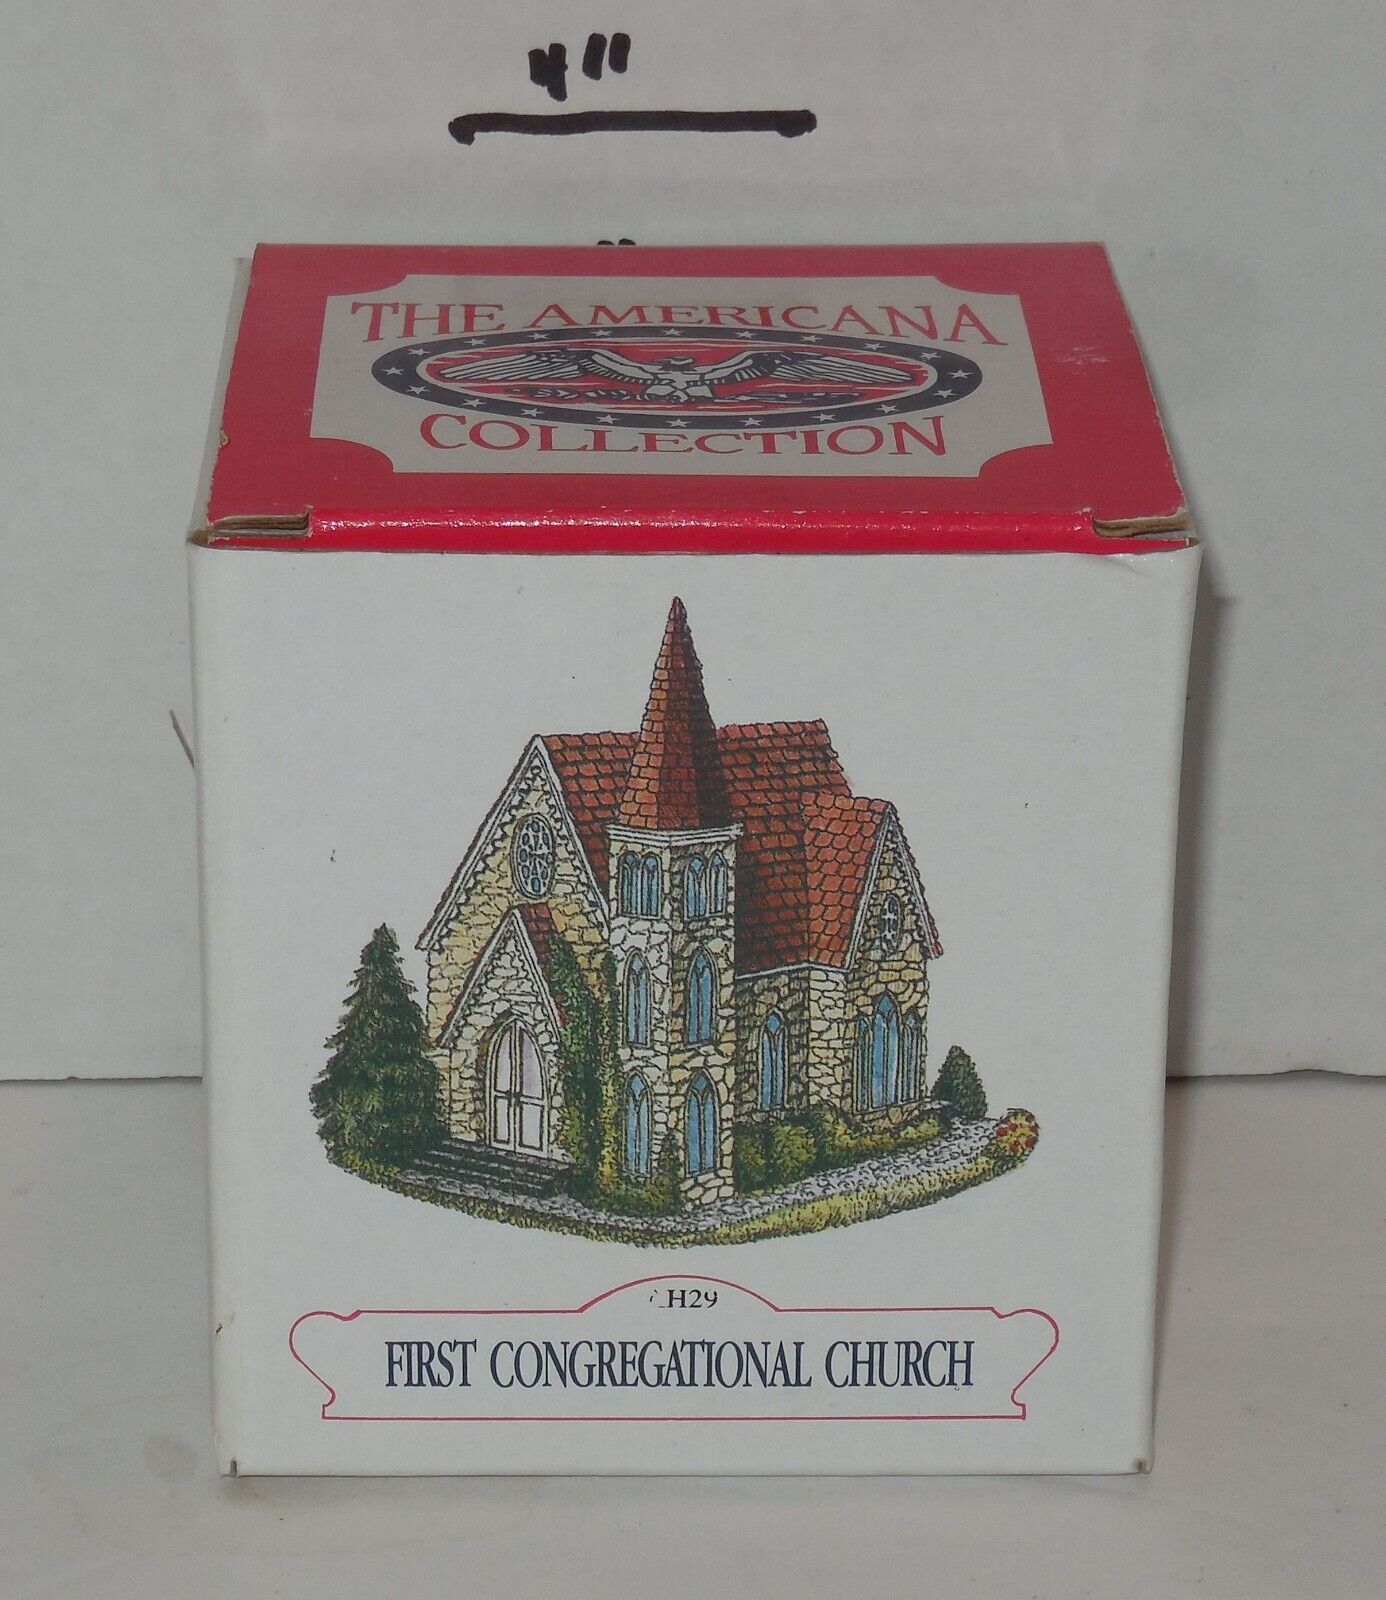 4"
"
THE AMERICANA
COLLECTION
H29
FIRST CONGREGATIONAL CHURCH